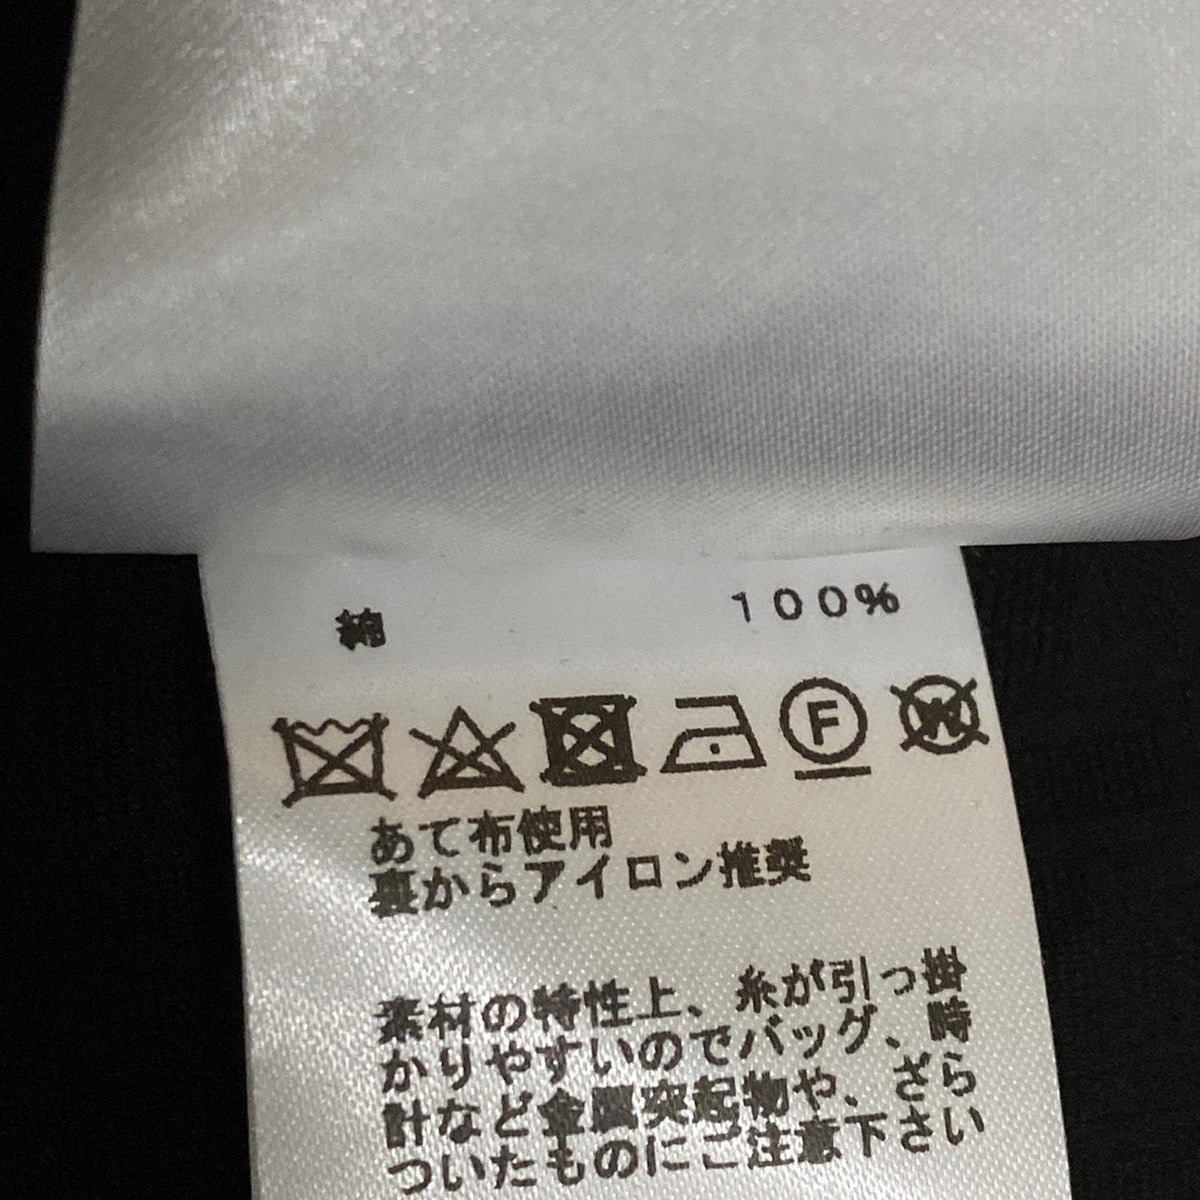 綿 100%
F W
あて布使用
裏からアイロン推奨
素材の特性上、糸が引っ掛
かりやすいのでバッグ、時
計など金属突起物や、ざら
ついたものにご注意下さい